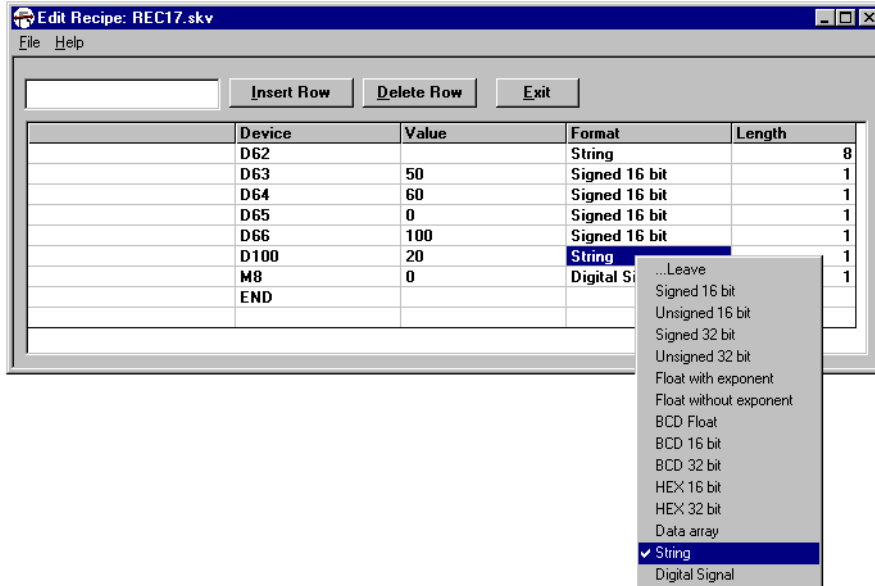 Edit Recipe: REC17.skv
File Help
Insert Row Delete Row Exit
Device Value Format Length
D62 String 8
D63 50 Signed 16 bit 1
D64 60 Signed 16 bit 1
D65 0 Signed 16 bit 1
D66 100 Signed 16 bit 1
D100 20 String 1
M8 0 Digital Si 1
END
...Leave
Signed 16 bit
Unsigned 16 bit
Signed 32 bit
Unsigned 32 bit
Float with exponent
Float without exponent
BCD Float
BCD 16 bit
BCD 32 bit
HEX 16 bit
HEX 32 bit
Data array
String
Digital Signal